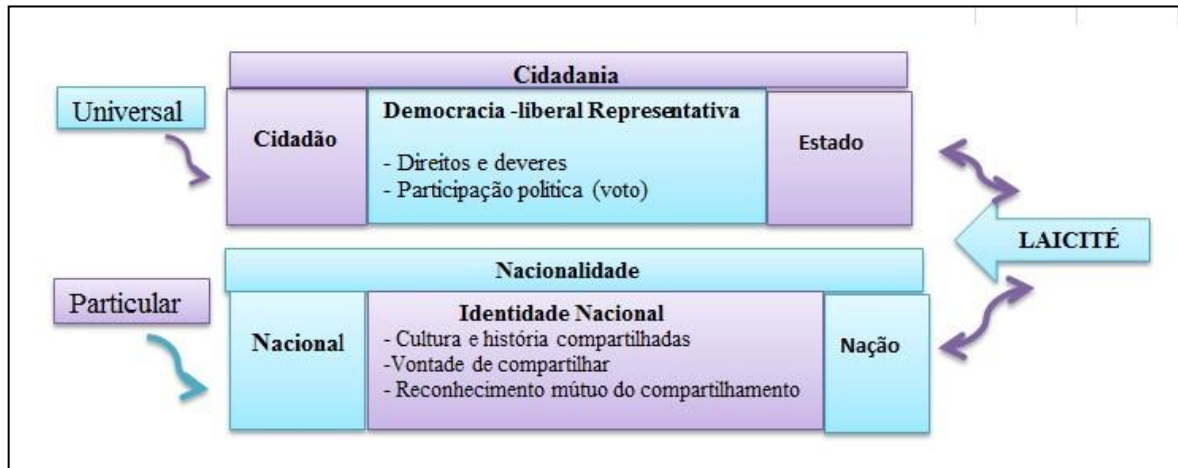 Cidadania
Universal
Cidadão
Democracia -liberal Representativa
- Direitos e deveres
- Participação politica (voto)
Estado
LAICITÉ
Nacionalidade
Particular
Nacional
Identidade Nacional
- Cultura e história compartilhadas
-Vontade de compartilhar
- Reconhecimento mútuo do compartilhamento
Nação